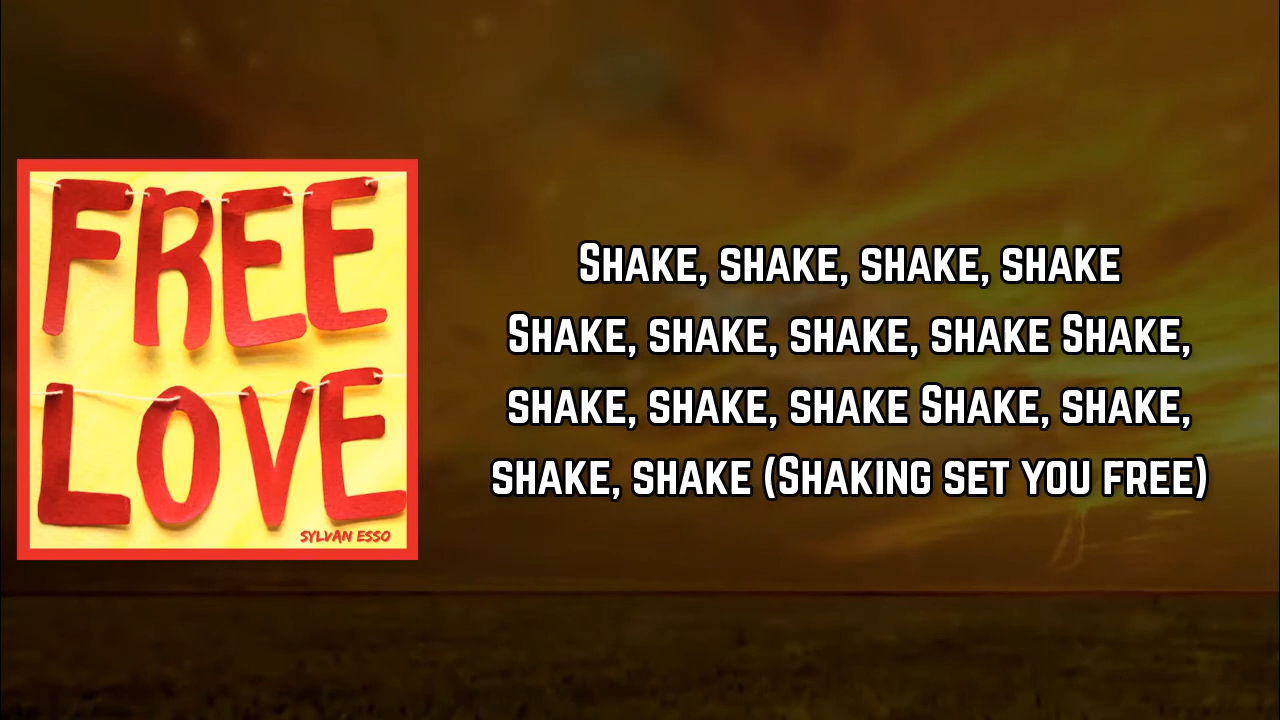 FREE
LOVE
SYLVAN ESSO
Shake, shake, shake, shake
Shake, shake, shake, shake Shake,
shake, shake, shake Shake, shake,
shake, shake (Shaking set you free)